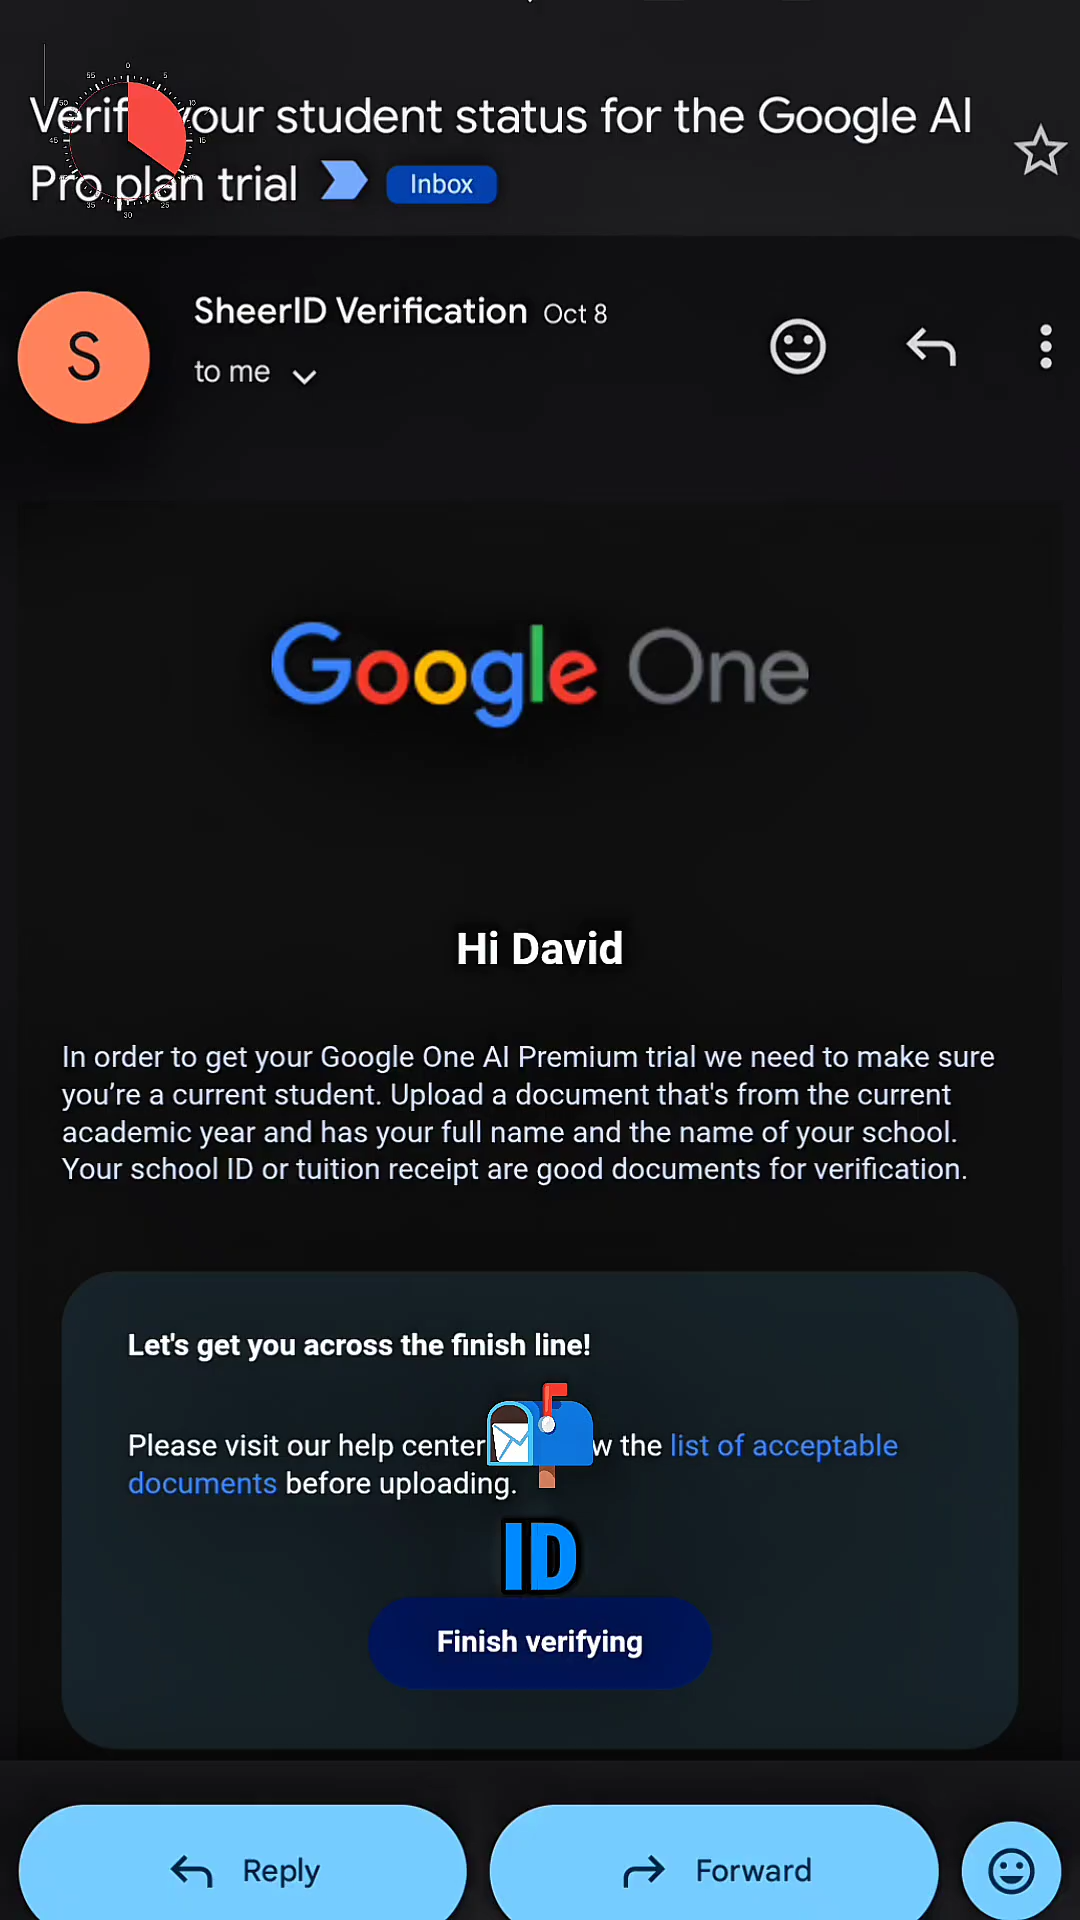 Verif your student status for the Google AI
Pro plan trial Inbox
S
SheerID Verification Oct 8
to me
Google One
Hi David
In order to get your Google One AI Premium trial we need to make sure
you're a current student. Upload a document that's from the current
academic year and has your full name and the name of your school.
Your school ID or tuition receipt are good documents for verification.
Let's get you across the finish line!
Please visit our help center w the list of acceptable
documents before uploading.
ID
Finish verifying
Reply Forward